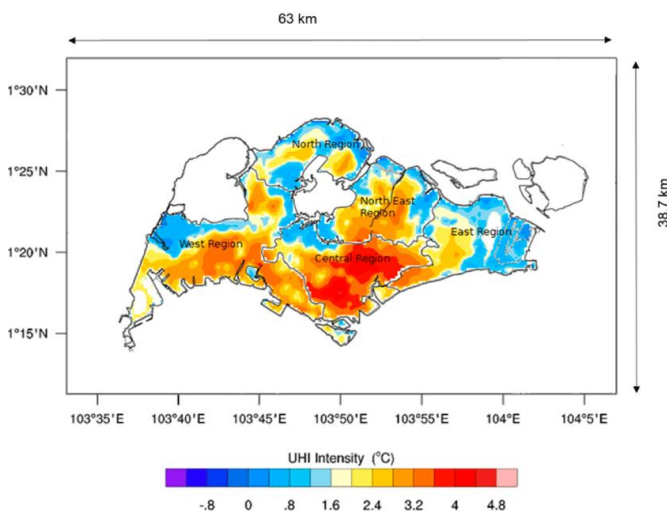 63 km
1°30'N
North Region
1°25'N
North East
Region
38.7 km
East Region
West Region
1°20'N
Central Region
1°15'N
103°35'E 103°40'E 103°45'E 103°50'E 103°55'E 104°E 104°5'E
UHI Intensity (°C)
-.8 0 .8 1.6 2.4 3.2 4 4.8